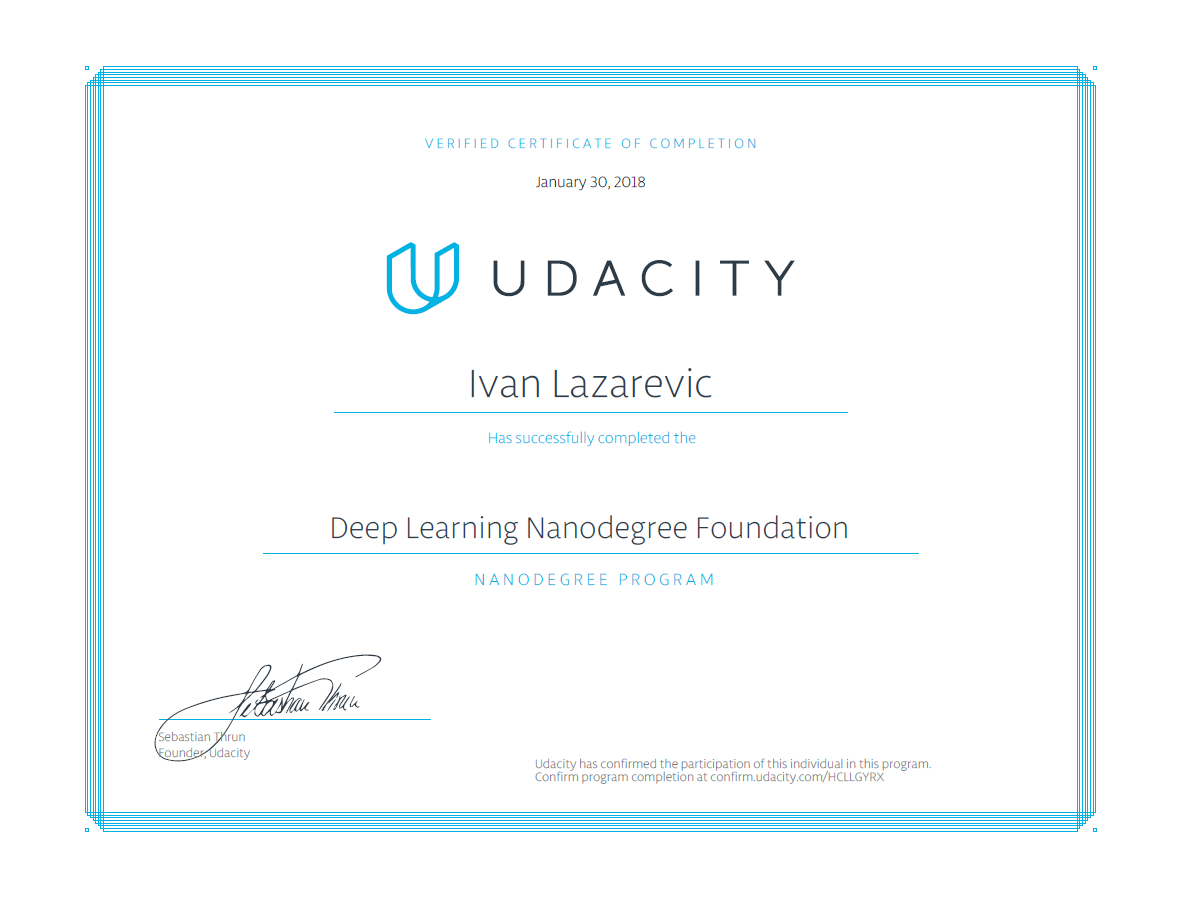 VERIFIED CERTIFICATE OF COMPLETION
January 30, 2018
UDACITY
Ivan Lazarevic
Has successfully completed the
Deep Learning Nanodegree Foundation
NANODEGREE PROGRAM
Sebastian Thrun
Sebastian Thrun
Founder, Udacity
Udacity has confirmed the participation of this individual in this program.
Confirm program completion at confirm.udacity.com/HCLLGYRX